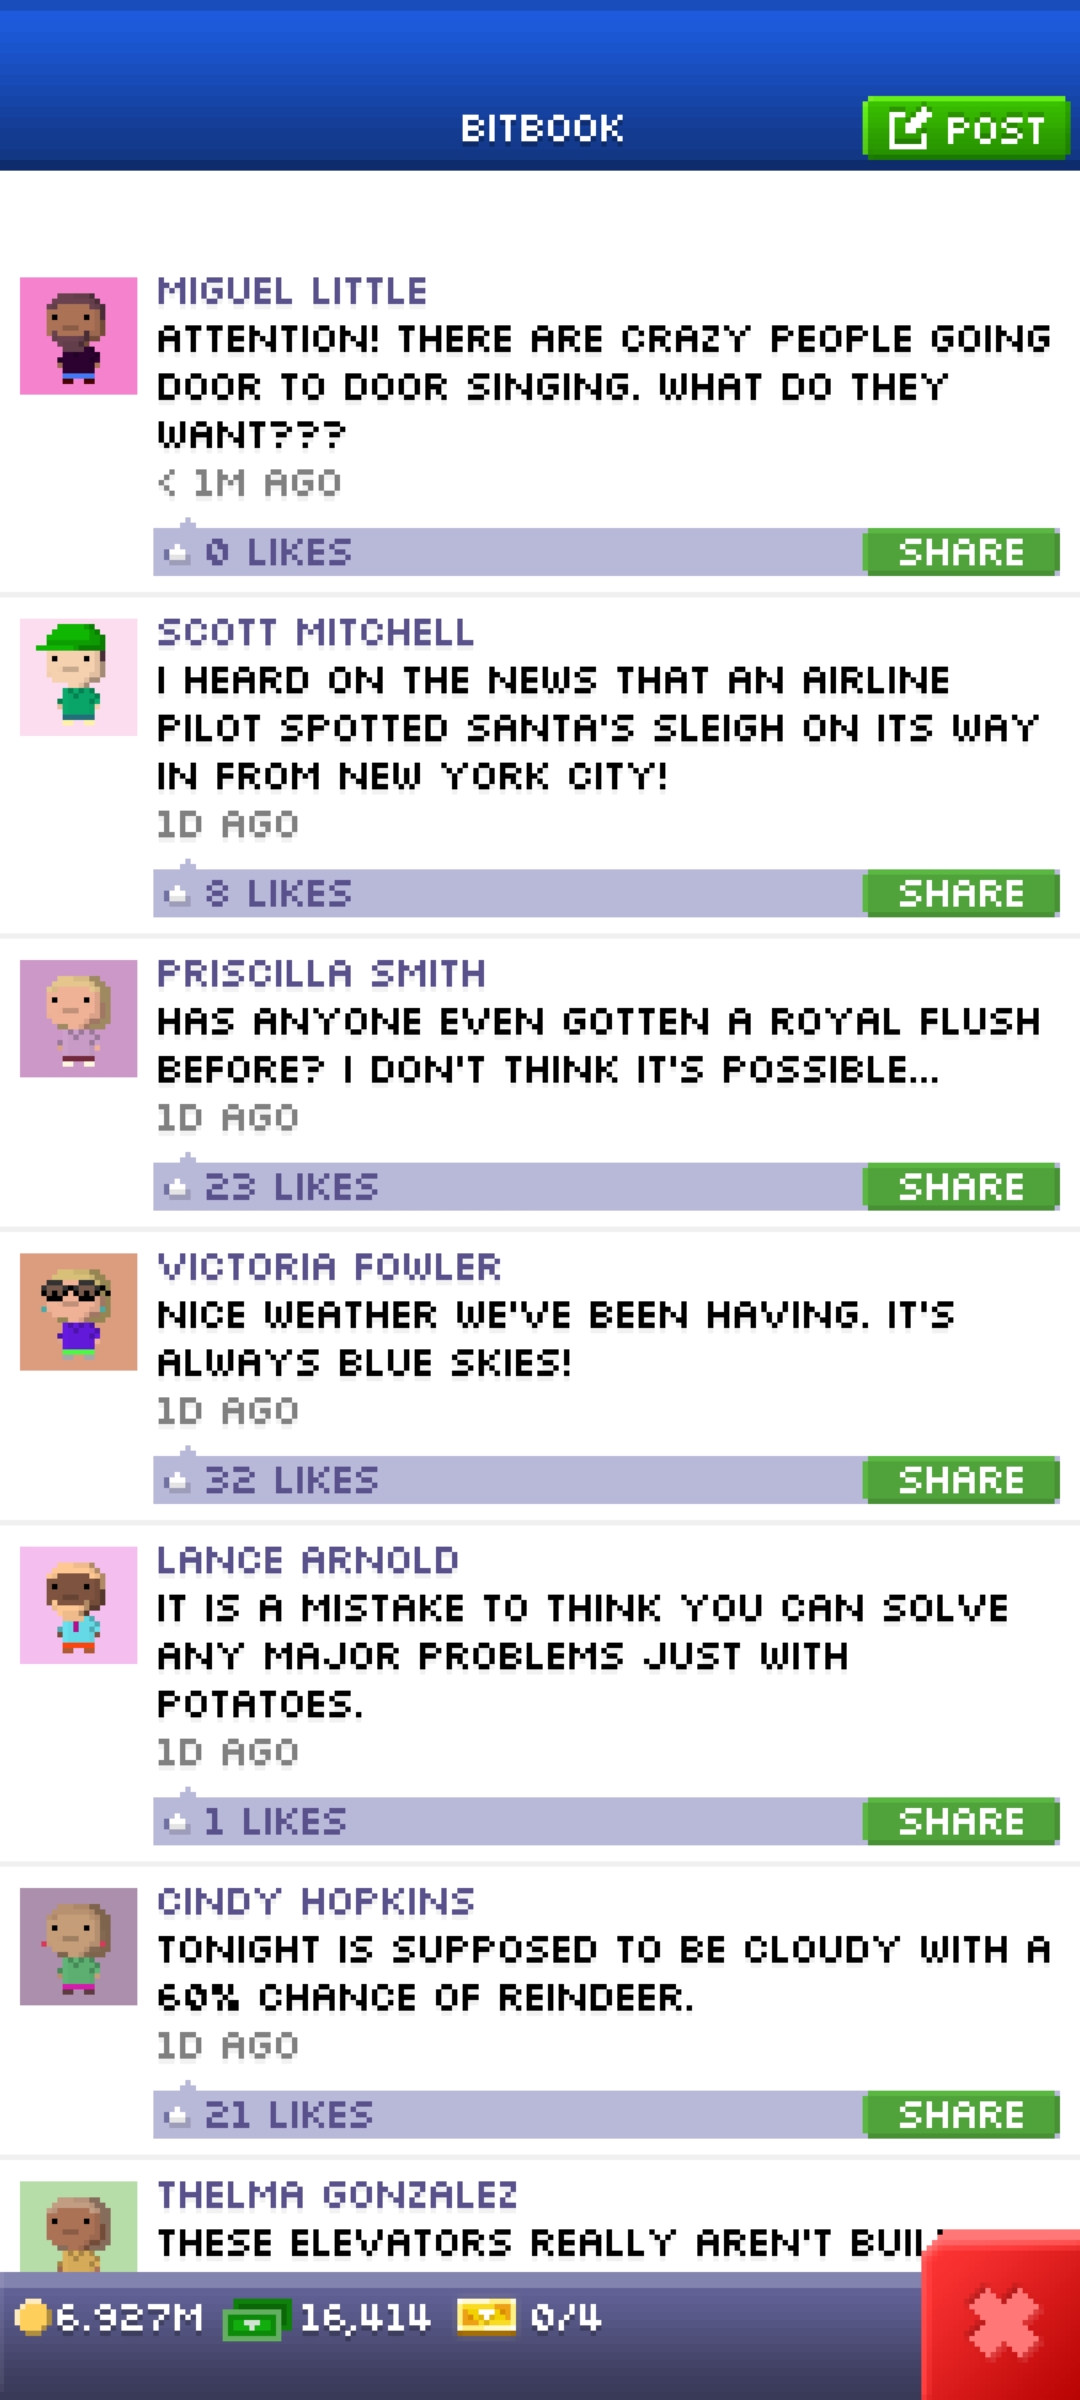 BITBOOK
POST
MIGUEL LITTLE
ATTENTION! THERE ARE CRAZY PEOPLE GOING
DOOR TO DOOR SINGING. WHAT DO THEY
WANT???
< 1M AGO
0 LIKES
SHARE
SCOTT MITCHELL
I HEARD ON THE NEWS THAT AN AIRLINE
PILOT SPOTTED SANTA'S SLEIGH ON ITS WAY
IN FROM NEW YORK CITY!
1D AGO
8 LIKES
SHARE
PRISCILLA SMITH
HAS ANYONE EVEN GOTTEN A ROYAL FLUSH
BEFORE? I DON'T THINK IT'S POSSIBLE...
1D AGO
23 LIKES
SHARE
VICTORIA FOWLER
NICE WEATHER WE'VE BEEN HAVING. IT'S
ALWAYS BLUE SKIES!
1D AGO
32 LIKES
SHARE
LANCE ARNOLD
IT IS A MISTAKE TO THINK YOU CAN SOLVE
ANY MAJOR PROBLEMS JUST WITH
POTATOES.
1D AGO
1 LIKES
SHARE
CINDY HOPKINS
TONIGHT IS SUPPOSED TO BE CLOUDY WITH A
60% CHANCE OF REINDEER.
1D AGO
21 LIKES
SHARE
THELMA GONZALEZ
THESE ELEVATORS REALLY AREN'T
6.927M
16,414
0/4